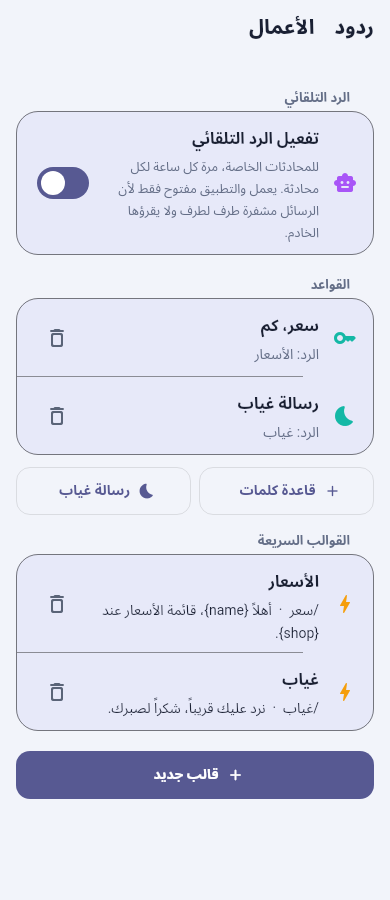 ردود الأعمال
الرد التلقائي
تفعيل الرد التلقائي
للمحادثات الخاصة، مرة كل ساعة لكل
محادثة. يعمل والتطبيق مفتوح فقط لأن
الرسائل مشفرة طرف لطرف ولا يقرؤها
الخادم.
القواعد
سعر، كم
الرد: الأسعار
رسالة غياب
الرد: غياب
قاعدة كلمات
رسالة غياب
القوالب السريعة
الأسعار
/سعر · أهلاً {name}، قائمة الأسعار عند
{shop}.
غياب
/غياب · نرد عليك قريباً، شكراً لصبرك.
قالب جديد